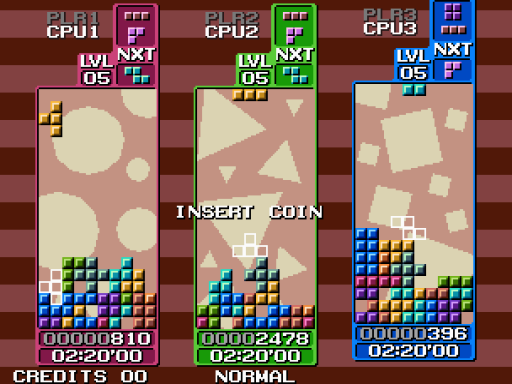 PLR1 PLR2 PLR3
CPU1 CPU2 CPU3
NXT NXT NXT
LVL LVL LVL
05 05 05
INSERT COIN
00000810 00002478 00000396
02:20'00 02:20'00 02:20'00
CREDITS 00 NORMAL